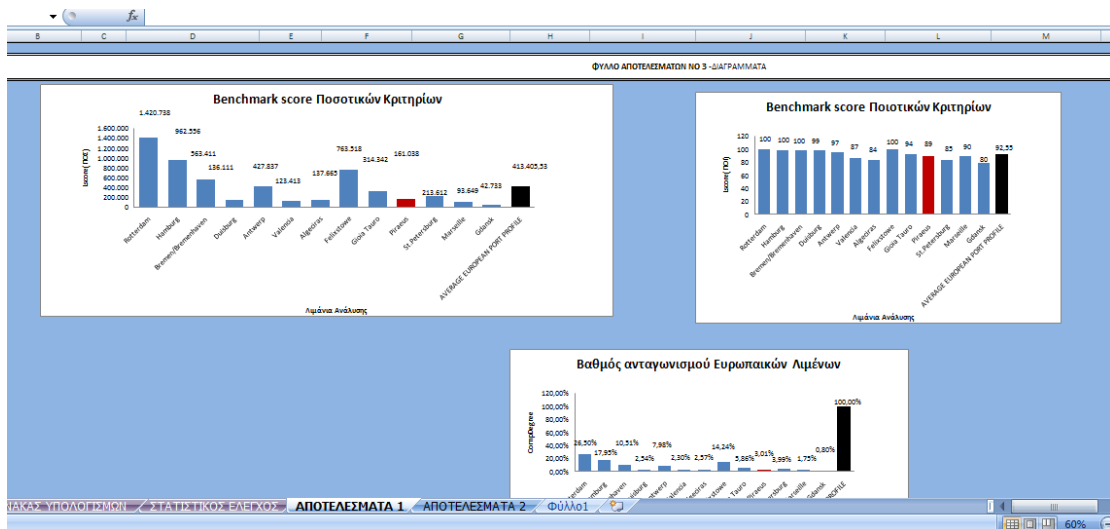 fx
B C D E F G H I J K L M
ΦΥΛΛΟ ΑΠΟΤΕΛΕΣΜΑΤΩΝ ΝΟ 3 -ΔΙΑΓΡΑΜΜΑΤΑ
Benchmark score Ποσοτικών Κριτηρίων
1.420.738
962.556
563.411
136.111
427.837
123.413
137.665
763.518
314.342
161.038
213.612
93.649
42.733
413.405,53
1.600.000
1.400.000
1.200.000
1.000.000
800.000
600.000
400.000
200.000
0
Iscore(ΠΟΣ)
Rotterdam
Hamburg
Bremen/Bremenhaven
Duisburg
Antwerp
Valencia
Algeciras
Felixstowe
Gioia Tauro
Piraeus
St.Petersburg
Marseille
Gdansk
AVERAGE EUROPEAN PORT PROFILE
Λιμάνια Ανάλυσης
Benchmark score Ποιοτικών Κριτηρίων
120
100
80
60
40
20
0
Iscore(ΠΟΙ)
100 100 100 99 97 87 84 100 94 89 85 90 80 92,55
Rotterdam
Hamburg
Bremen/Bremenhaven
Duisburg
Antwerp
Valencia
Algeciras
Felixstowe
Gioia Tauro
Piraeus
St.Petersburg
Marseille
Gdansk
AVERAGE EUROPEAN PORT PROFILE
Λιμάνια Ανάλυσης
Βαθμός ανταγωνισμού Ευρωπαικών Λιμένων
120,00%
100,00%
80,00%
60,00%
40,00%
20,00%
0,00%
CompDegree
26,50%
17,95%
10,51%
2,54%
7,98%
2,30%
2,57%
14,24%
5,86%
3,01%
3,99%
1,75%
0,80%
100,00%
ΝΑΚΑΣ ΥΠΟΛΟΓΙΣΜΩΝ ΣΤΑΤΙΣΤΙΚΟΣ ΕΛΕΓΧΟΣ ΑΠΟΤΕΛΕΣΜΑΤΑ 1 ΑΠΟΤΕΛΕΣΜΑΤΑ 2 Φύλλο1
60%